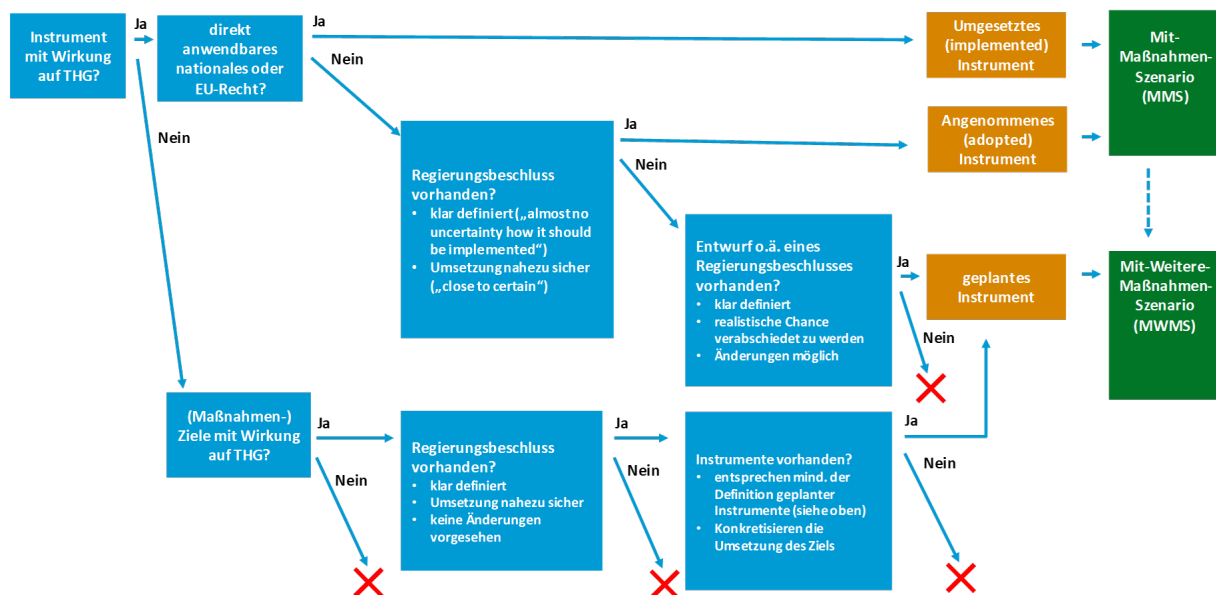 Instrument
mit Wirkung
auf THG?
Ja
Nein
direkt
anwendbares
nationales oder
EU-Recht?
Ja
Nein
Umgesetztes
(implemented)
Instrument
Mit-
Maßnahmen-
Szenario
(MMS)
Regierungsbeschluss
vorhanden?
• klar definiert („almost no
uncertainty how it should
be implemented“)
• Umsetzung nahezu sicher
(„close to certain“)
Ja
Nein
Angenommenes
(adopted)
Instrument
Entwurf o.ä. eines
Regierungsbeschlusses
vorhanden?
• klar definiert
• realistische Chance
verabschiedet zu werden
• Änderungen möglich
Ja
Nein
geplantes
Instrument
Mit-Weitere-
Maßnahmen-
Szenario
(MWMS)
(Maßnahmen-)
Ziele mit Wirkung
auf THG?
Ja
Nein
Regierungsbeschluss
vorhanden?
• klar definiert
• Umsetzung nahezu sicher
• keine Änderungen
vorgesehen
Ja
Nein
Instrumente vorhanden?
• entsprechen mind. der
Definition geplanter
Instrumente (siehe oben)
• Konkretisieren die
Umsetzung des Ziels
Ja
Nein